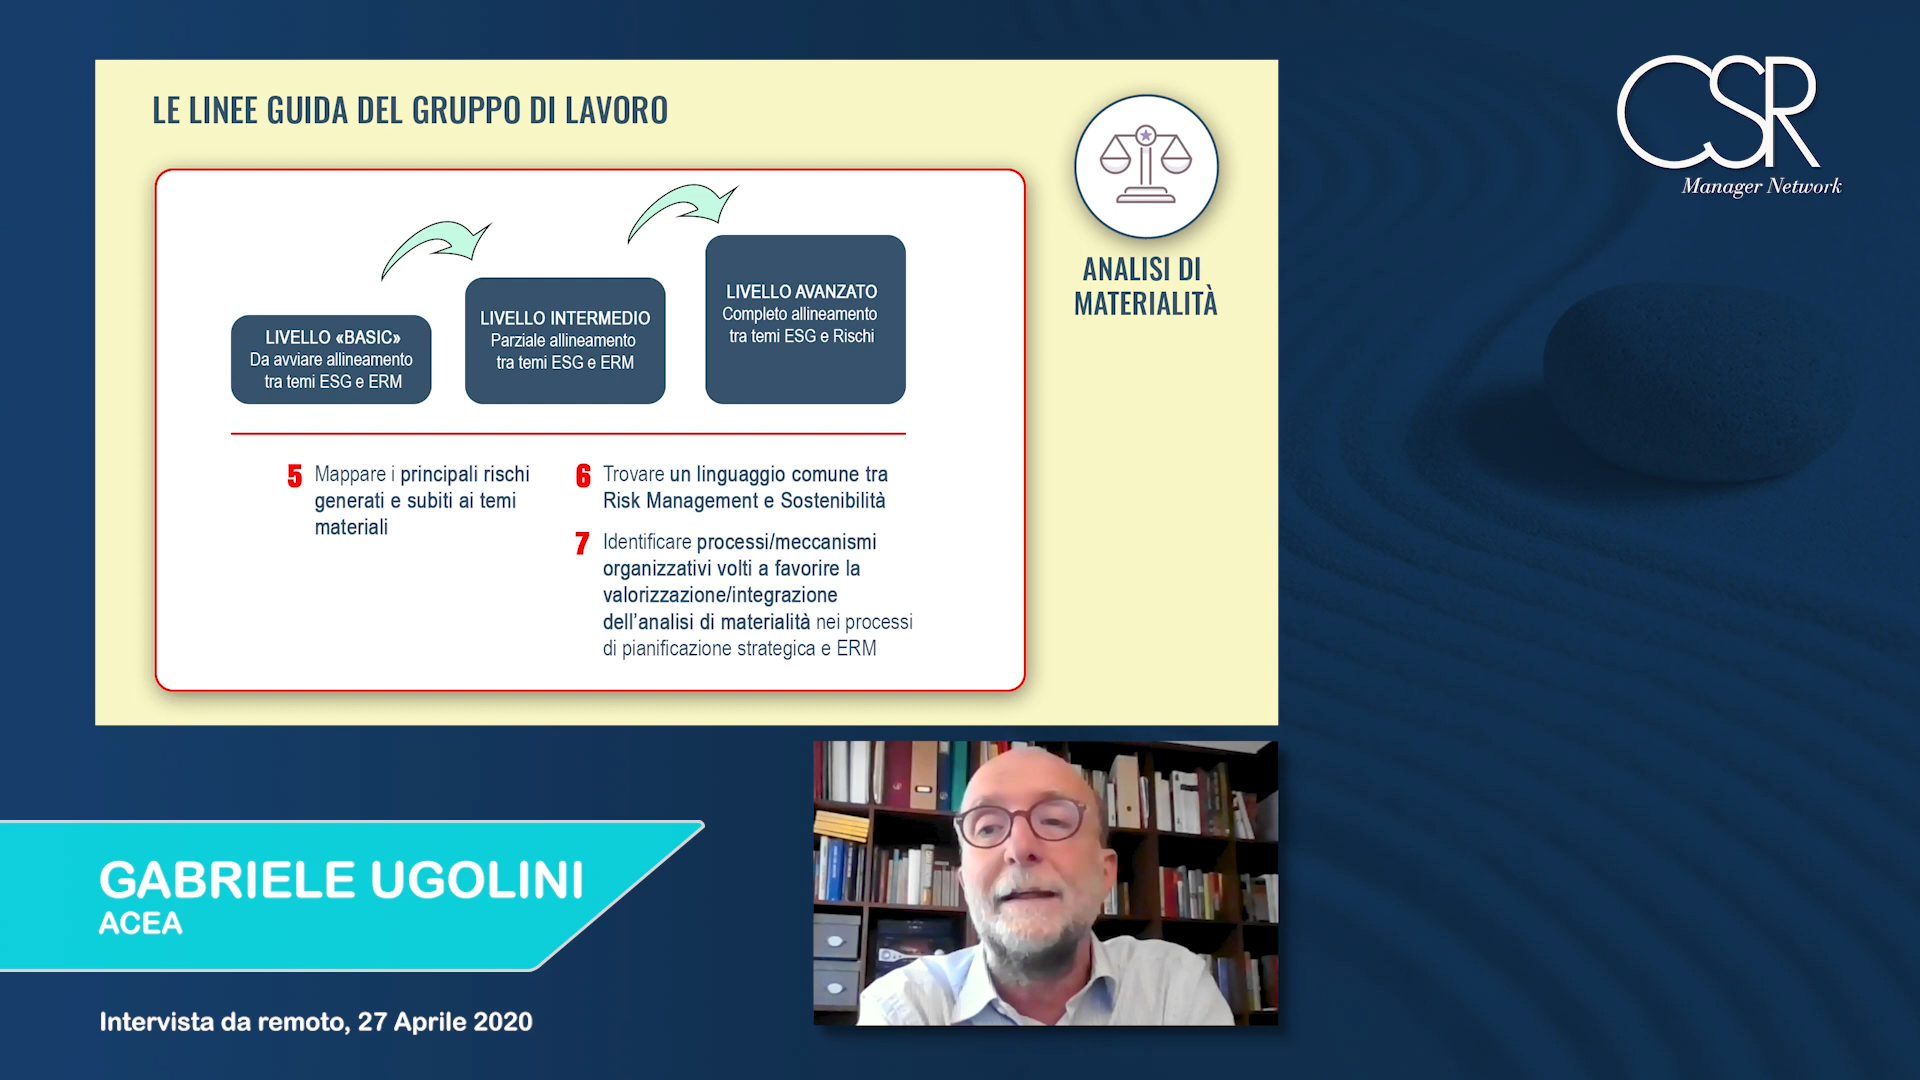 LE LINEE GUIDA DEL GRUPPO DI LAVORO
LIVELLO «BASIC»
Da avviare allineamento
tra temi ESG e ERM
LIVELLO INTERMEDIO
Parziale allineamento
tra temi ESG e ERM
LIVELLO AVANZATO
Completo allineamento
tra temi ESG e Rischi
5 Mappare i principali rischi
generati e subiti ai temi
materiali
6 Trovare un linguaggio comune tra
Risk Management e Sostenibilità
7 Identificare processi/meccanismi
organizzativi volti a favorire la
valorizzazione/integrazione
dell'analisi di materialità nei processi
di pianificazione strategica e ERM
ANALISI DI
MATERIALITÀ
CSR
Manager Network
GABRIELE UGOLINI
ACEA
Intervista da remoto, 27 Aprile 2020